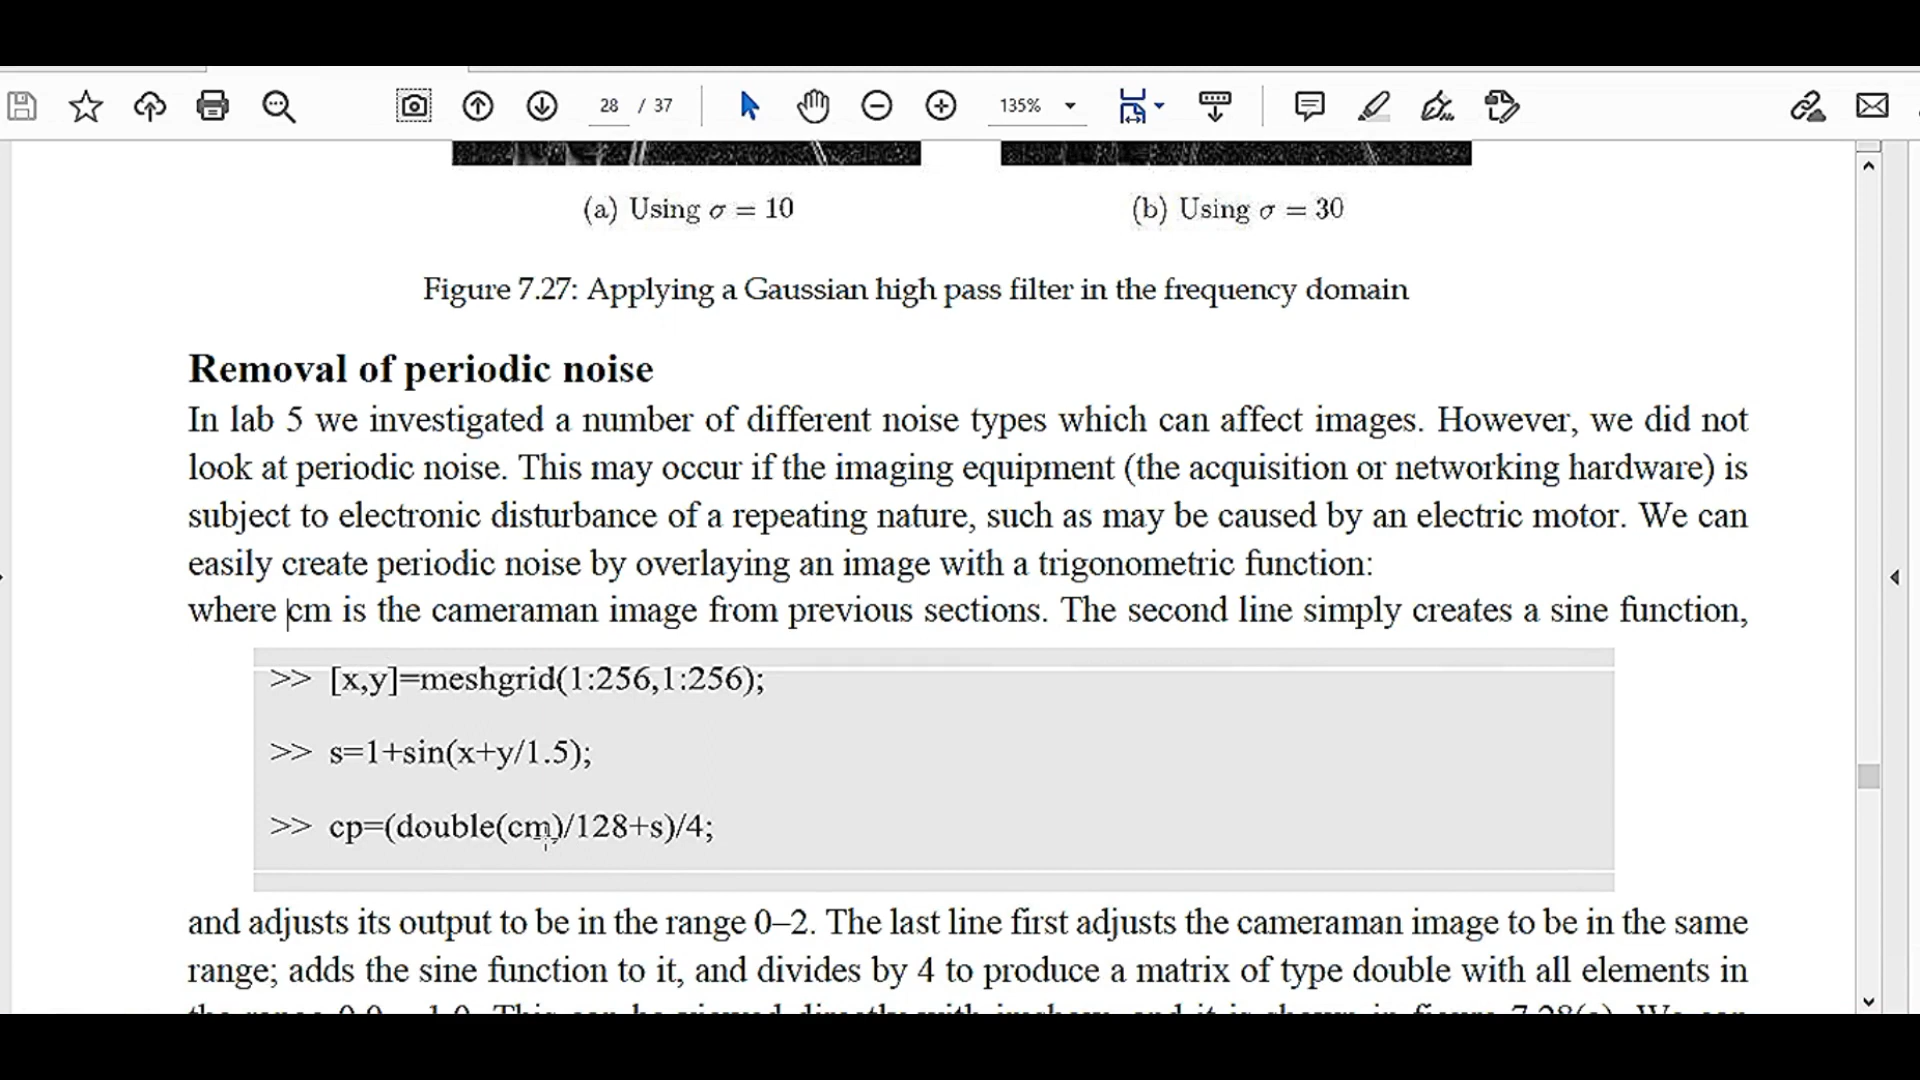 28 / 37
135%
(a) Using σ = 10
(b) Using σ = 30
Figure 7.27: Applying a Gaussian high pass filter in the frequency domain
Removal of periodic noise
In lab 5 we investigated a number of different noise types which can affect images. However, we did not
look at periodic noise. This may occur if the imaging equipment (the acquisition or networking hardware) is
subject to electronic disturbance of a repeating nature, such as may be caused by an electric motor. We can
easily create periodic noise by overlaying an image with a trigonometric function:
where cm is the cameraman image from previous sections. The second line simply creates a sine function,
>> [x,y]=meshgrid(1:256,1:256);
>> s=1+sin(x+y/1.5);
>> cp=(double(cm)/128+s)/4;
and adjusts its output to be in the range 0–2. The last line first adjusts the cameraman image to be in the same
range; adds the sine function to it, and divides by 4 to produce a matrix of type double with all elements in